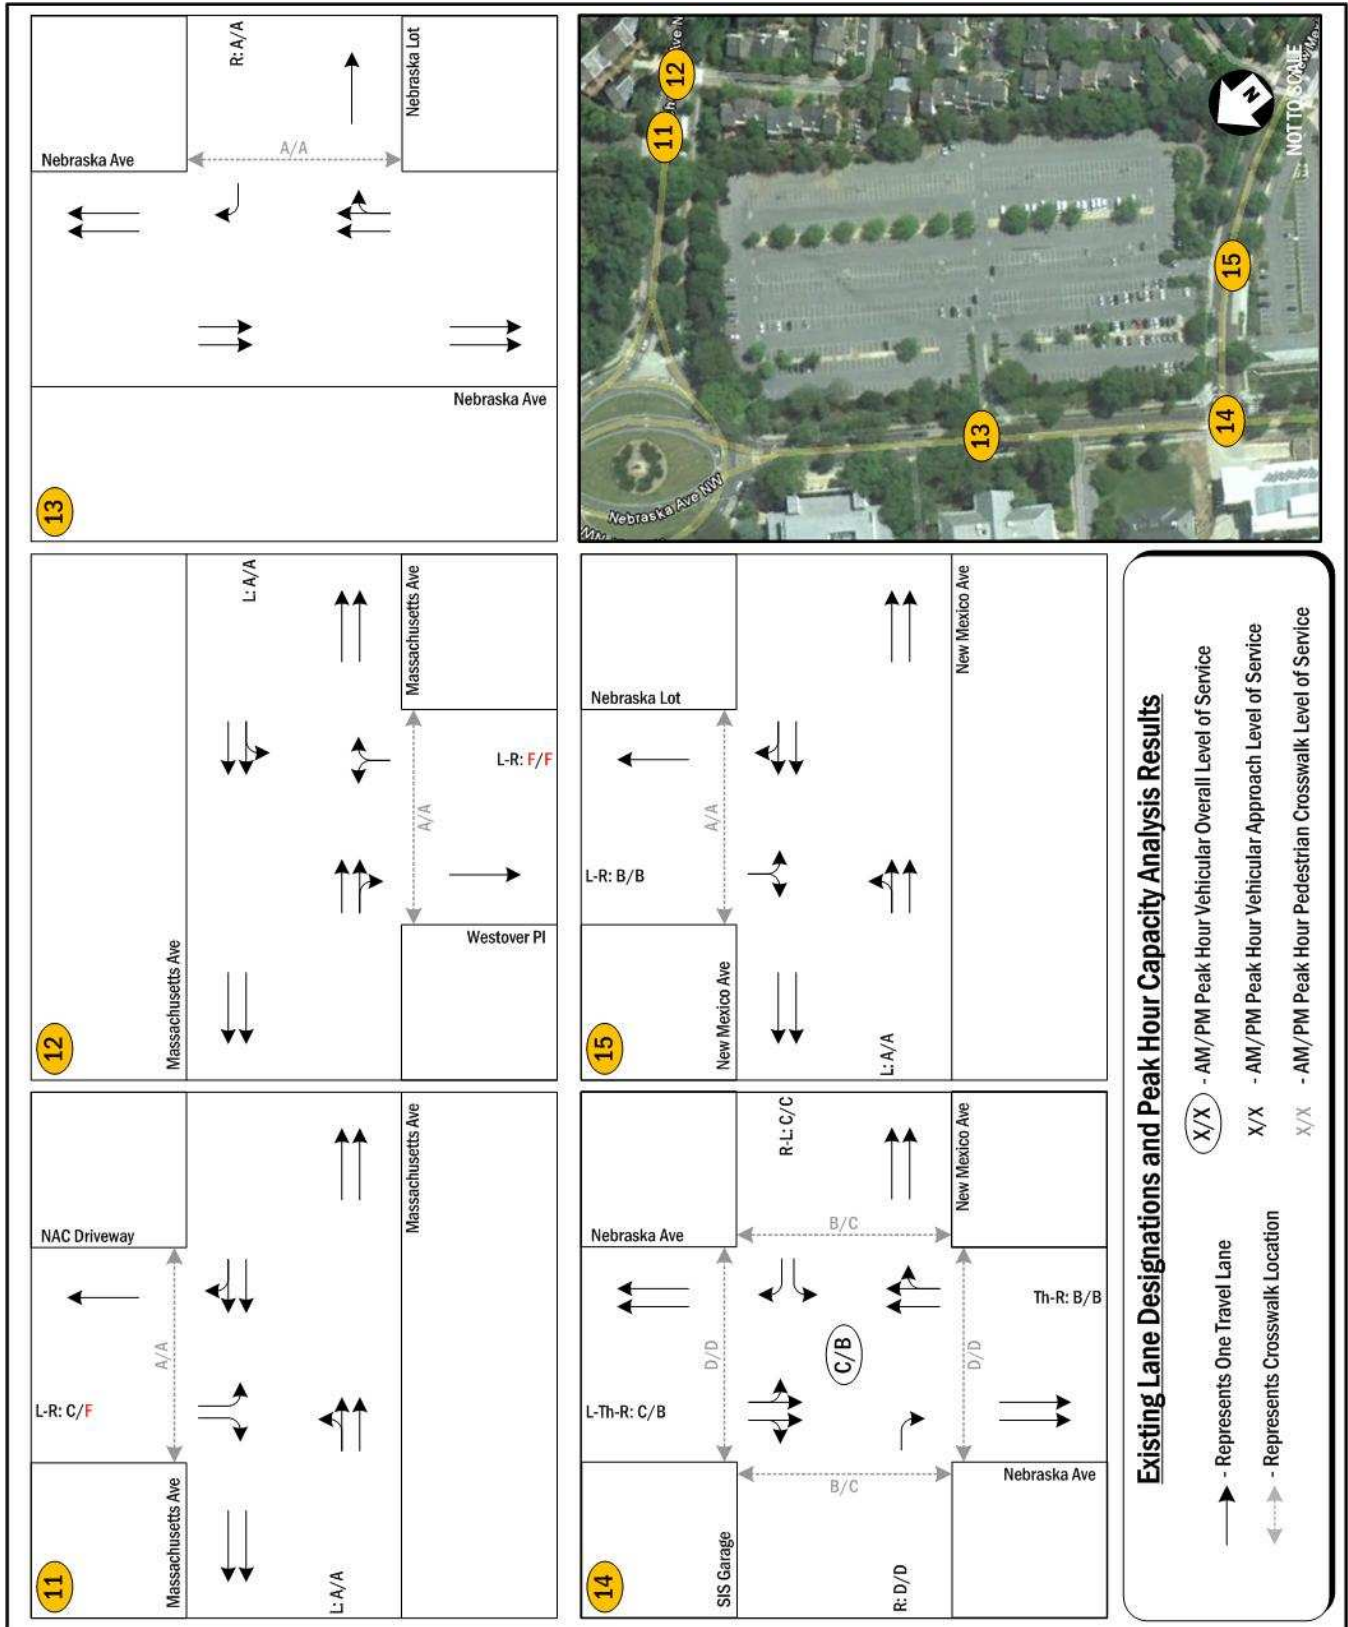 11
NAC Driveway
Massachusetts Ave
L-R: C/F
A/A
L: A/A
Massachusetts Ave
12
Massachusetts Ave
L: A/A
A/A
L-R: F/F
Westover Pl
Massachusetts Ave
13
Nebraska Ave
R: A/A
A/A
Nebraska Lot
Nebraska Ave
14
SIS Garage
Nebraska Ave
L-Th-R: C/B
R-L: C/C
D/D
B/C
C/B
B/C
D/D
R: D/D
Th-R: B/B
Nebraska Ave
New Mexico Ave
15
New Mexico Ave
Nebraska Lot
L-R: B/B
A/A
L: A/A
New Mexico Ave
Nebraska Ave NW
11
12
13
14
15
N
NOT TO SCALE
Existing Lane Designations and Peak Hour Capacity Analysis Results
- Represents One Travel Lane
- Represents Crosswalk Location
X/X - AM/PM Peak Hour Vehicular Overall Level of Service
X/X - AM/PM Peak Hour Vehicular Approach Level of Service
X/X - AM/PM Peak Hour Pedestrian Crosswalk Level of Service